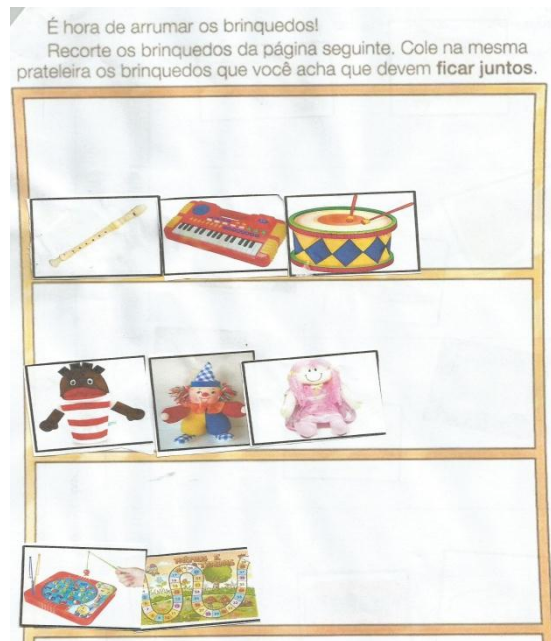 É hora de arrumar os brinquedos!
Recorte os brinquedos da página seguinte. Cole na mesma
prateleira os brinquedos que você acha que devem ficar juntos.